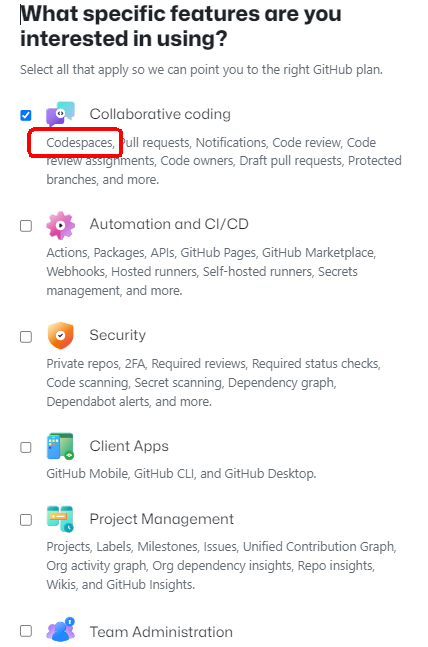 What specific features are you
interested in using?
Select all that apply so we can point you to the right GitHub plan.
Collaborative coding
Codespaces, Pull requests, Notifications, Code review, Code
review assignments, Code owners, Draft pull requests, Protected
branches, and more.
Automation and CI/CD
Actions, Packages, APIs, GitHub Pages, GitHub Marketplace,
Webhooks, Hosted runners, Self-hosted runners, Secrets
management, and more.
Security
Private repos, 2FA, Required reviews, Required status checks,
Code scanning, Secret scanning, Dependency graph,
Dependabot alerts, and more.
Client Apps
GitHub Mobile, GitHub CLI, and GitHub Desktop.
Project Management
Projects, Labels, Milestones, Issues, Unified Contribution Graph,
Org activity graph, Org dependency insights, Repo insights,
Wikis, and GitHub Insights.
Team Administration